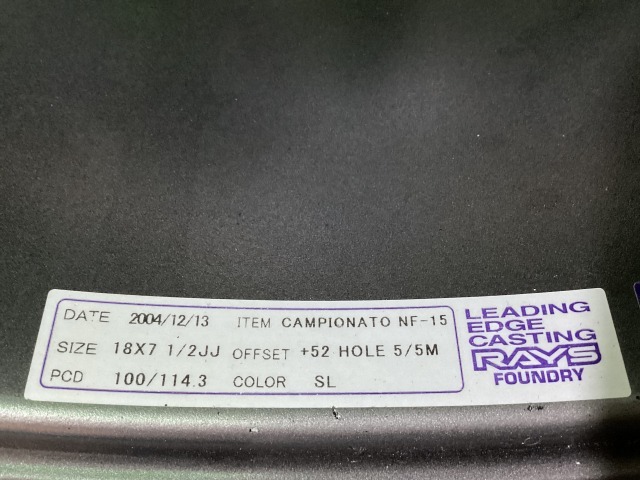 DATE 2004/12/13 ITEM CAMPIONATO NF-15
SIZE 18X7 1/2JJ OFFSET +52 HOLE 5/5M
PCD 100/114.3 COLOR SL
LEADING
EDGE
CASTING
RAYS
FOUNDRY